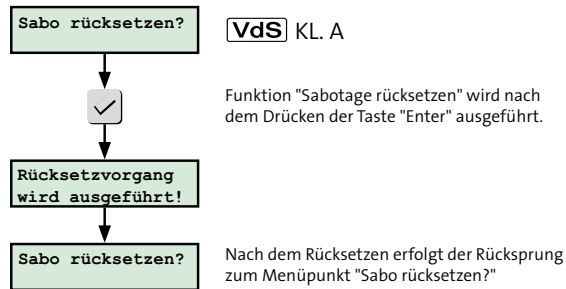 Sabo rücksetzen?
VdS KL. A
Funktion "Sabotage rücksetzen" wird nach
dem Drücken der Taste "Enter" ausgeführt.
Rücksetzvorgang
wird ausgeführt!
Sabo rücksetzen?
Nach dem Rücksetzen erfolgt der Rücksprung
zum Menüpunkt "Sabo rücksetzen?"